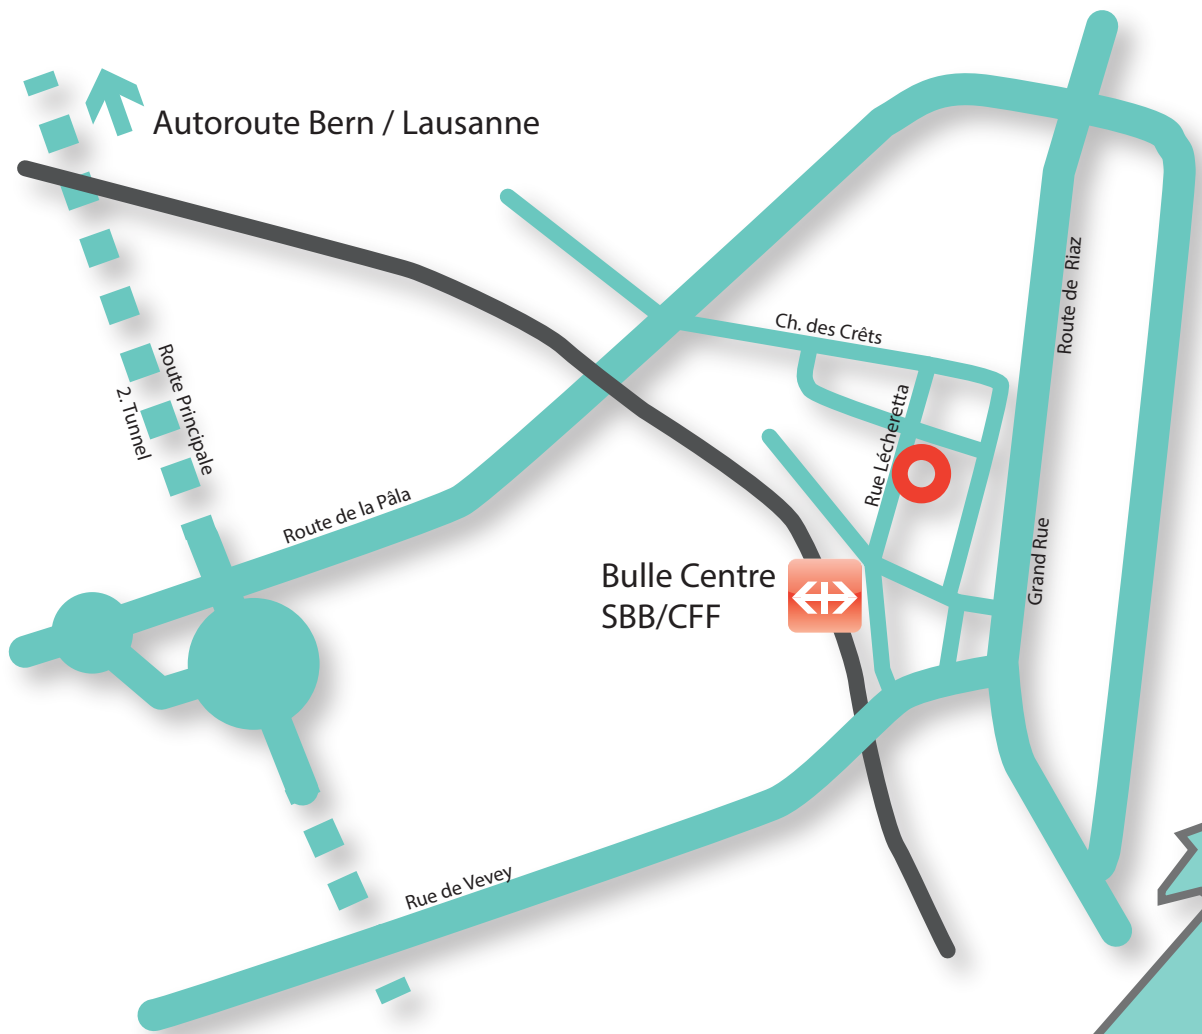 Autoroute Bern / Lausanne
Route de Riaz
Ch. des Crêts
Route Principale
2. Tunnel
Rue Lécheretta
Route de la Pâla
Grand Rue
Bulle Centre
SBB/CFF
Rue de Vevey